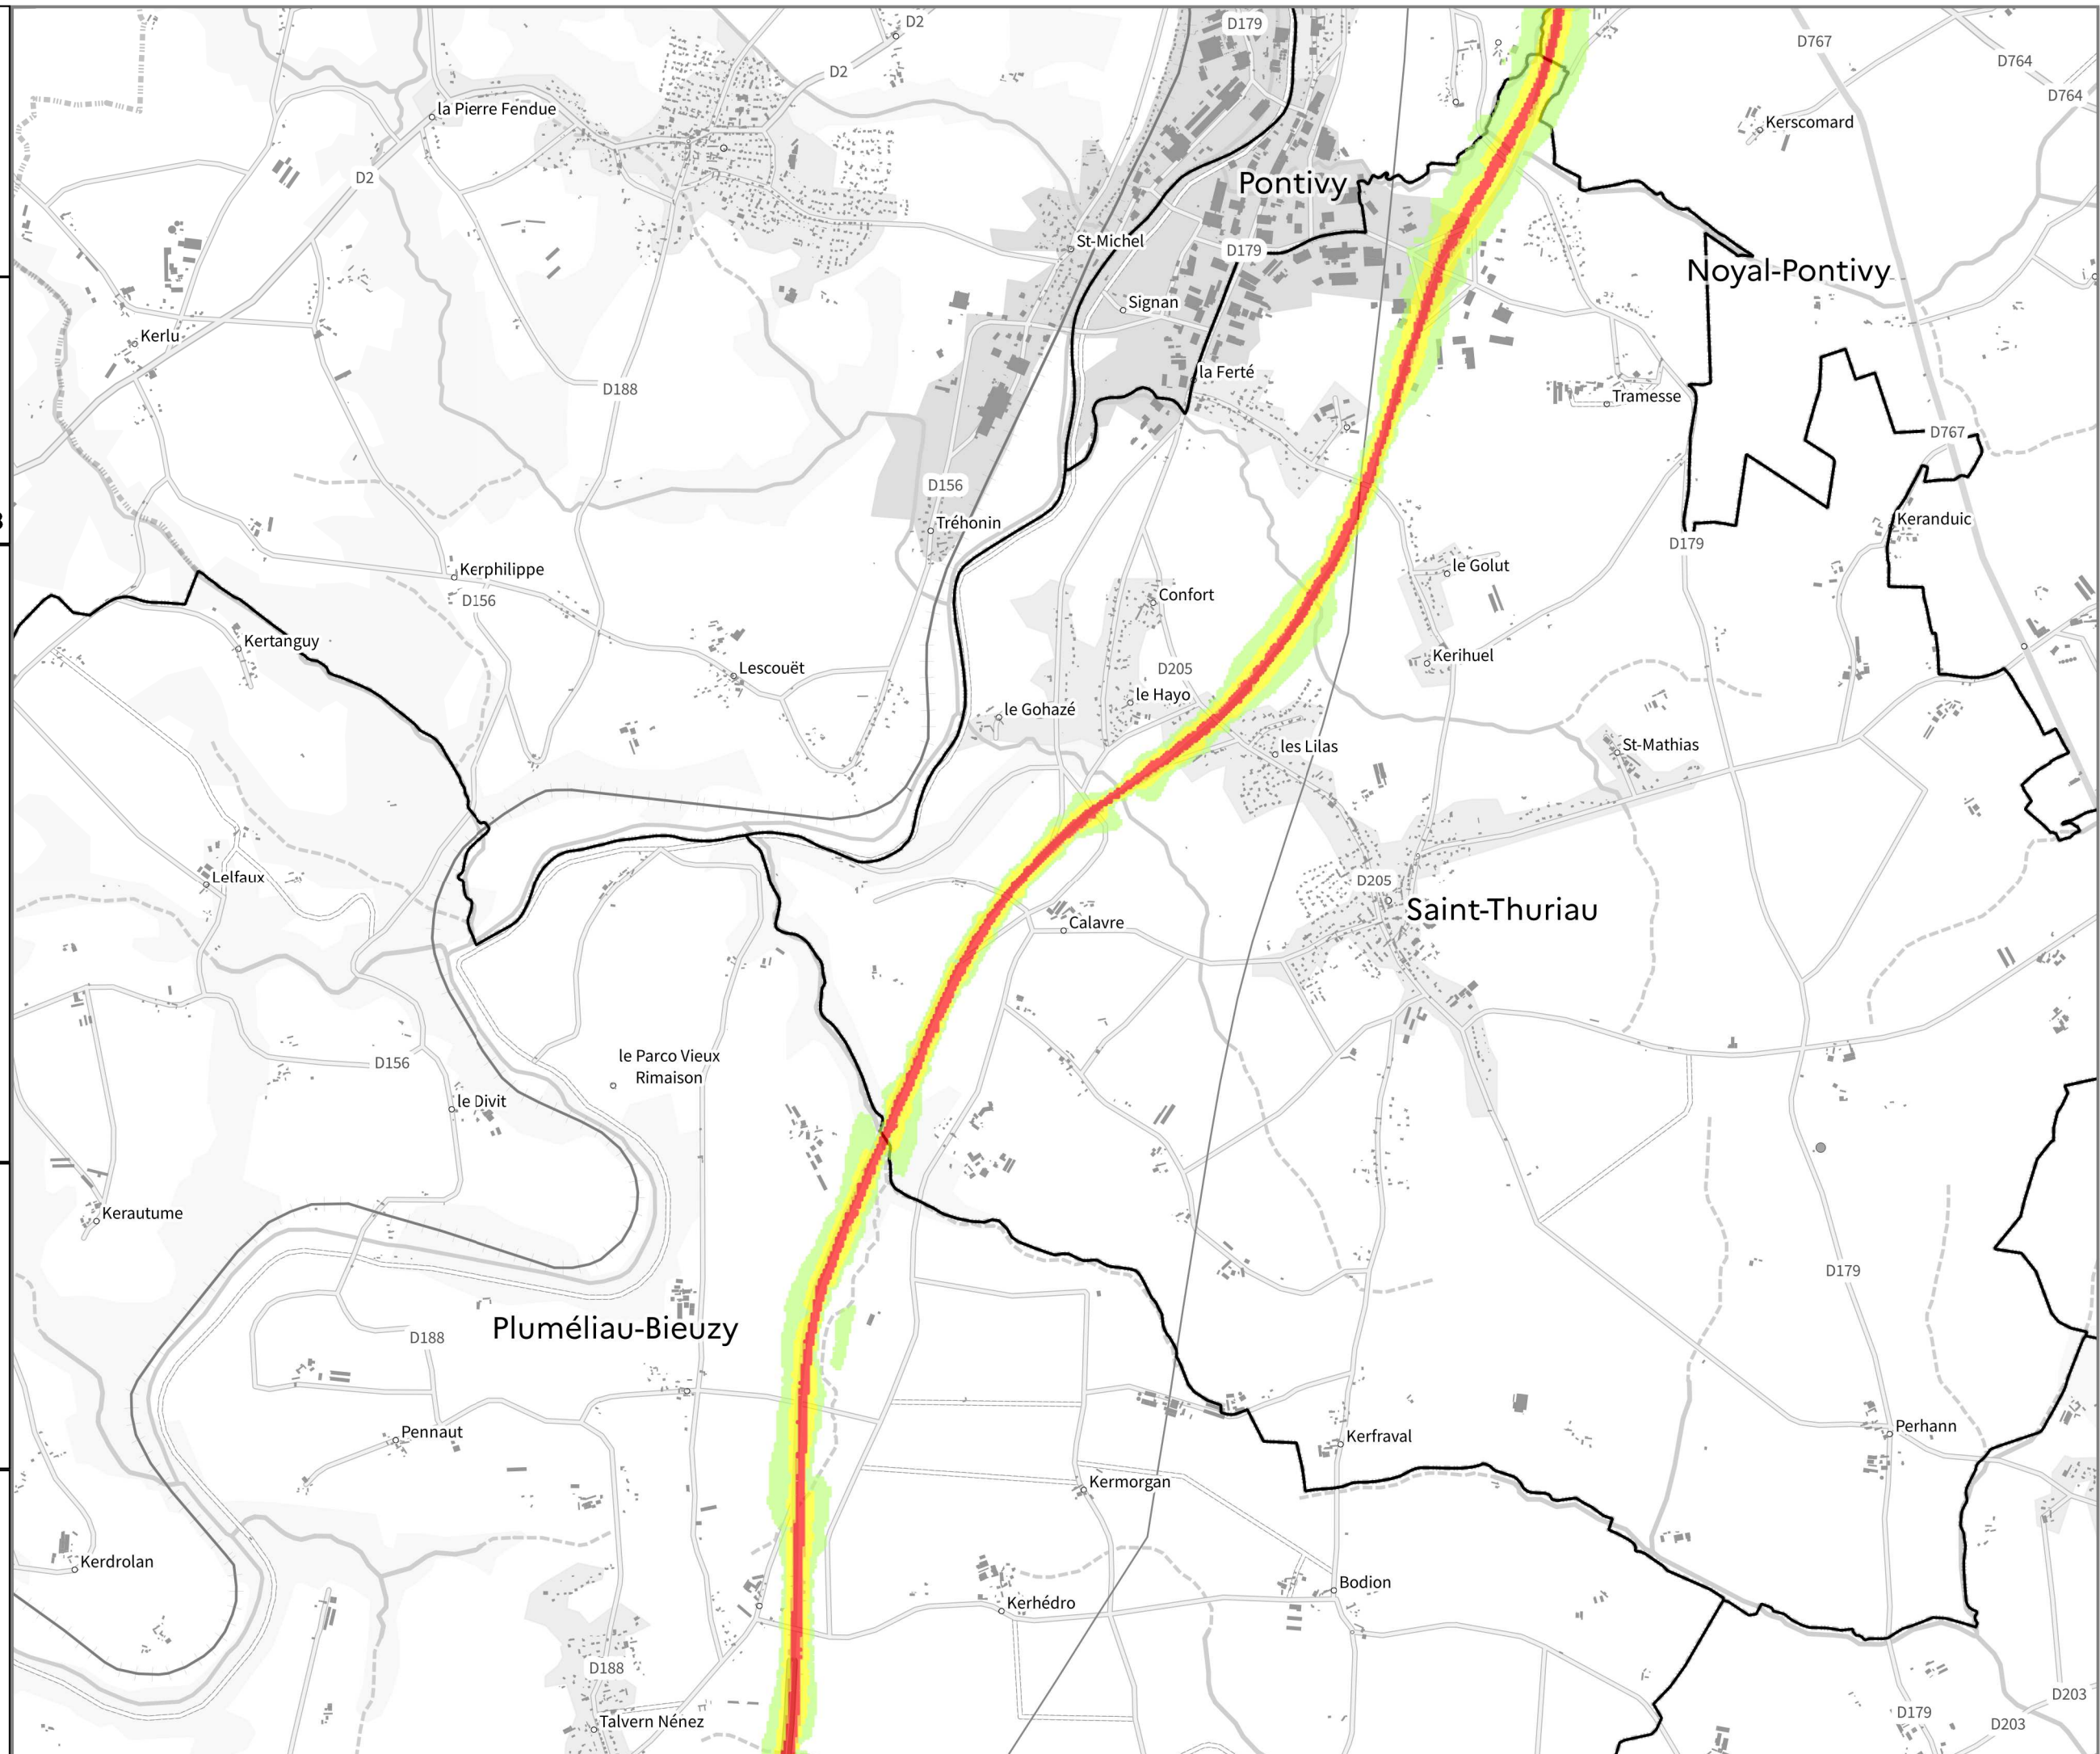 D179
D2
D767
D764
D2
D764
la Pierre Fendue
Kerscomard
D2
Pontivy
St-Michel
D179
Noyal-Pontivy
Signan
Kerlu
la Ferté
D188
Tramesse
D767
D156
Tréhonin
Keranduic
D179
Kerphilippe
le Golut
D156
Confort
Kertanguy
Kerihuel
Lescouët
D205
le Hayo
le Gohazé
les Lilas
St-Mathias
Lelfaux
D205
Saint-Thuriau
Calavre
le Parco Vieux
Rimaison
D156
le Divit
Kerautume
D179
Pluméliau-Bieuzy
D188
Pennaut
Perhann
Kerfraval
Kermorgan
Kerdrolan
Bodion
Kerhédro
D188
D203
D179
Talvern Nénez
D203